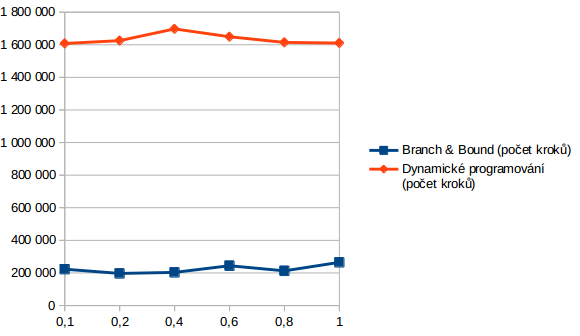 1 800 000
1 600 000
1 400 000
1 200 000
1 000 000
800 000
600 000
400 000
200 000
0
0,1 0,2 0,4 0,6 0,8 1
Branch & Bound (počet kroků)
Dynamické programování
(počet kroků)